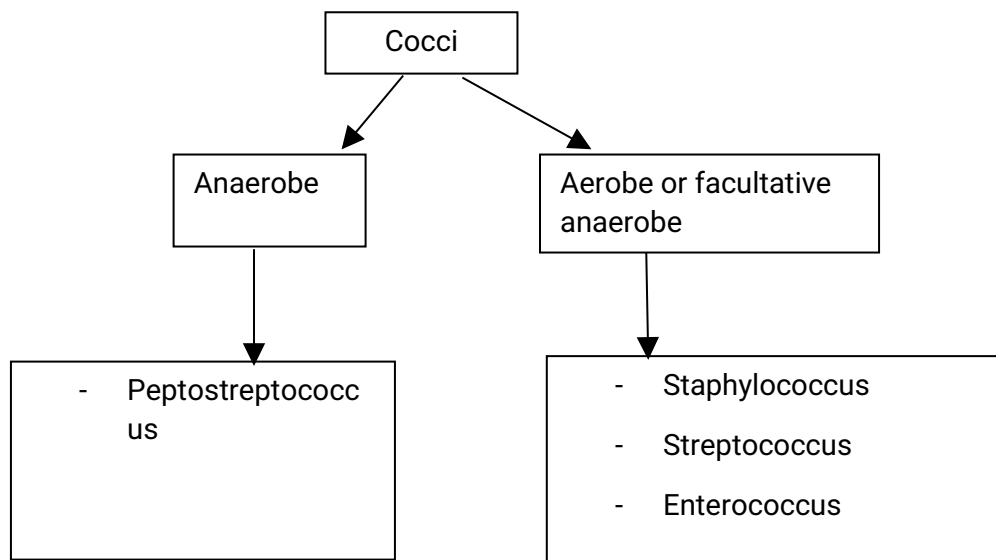 Cocci
Anaerobe
Aerobe or facultative
anaerobe
- Peptostreptococc
us
- Staphylococcus
- Streptococcus
- Enterococcus